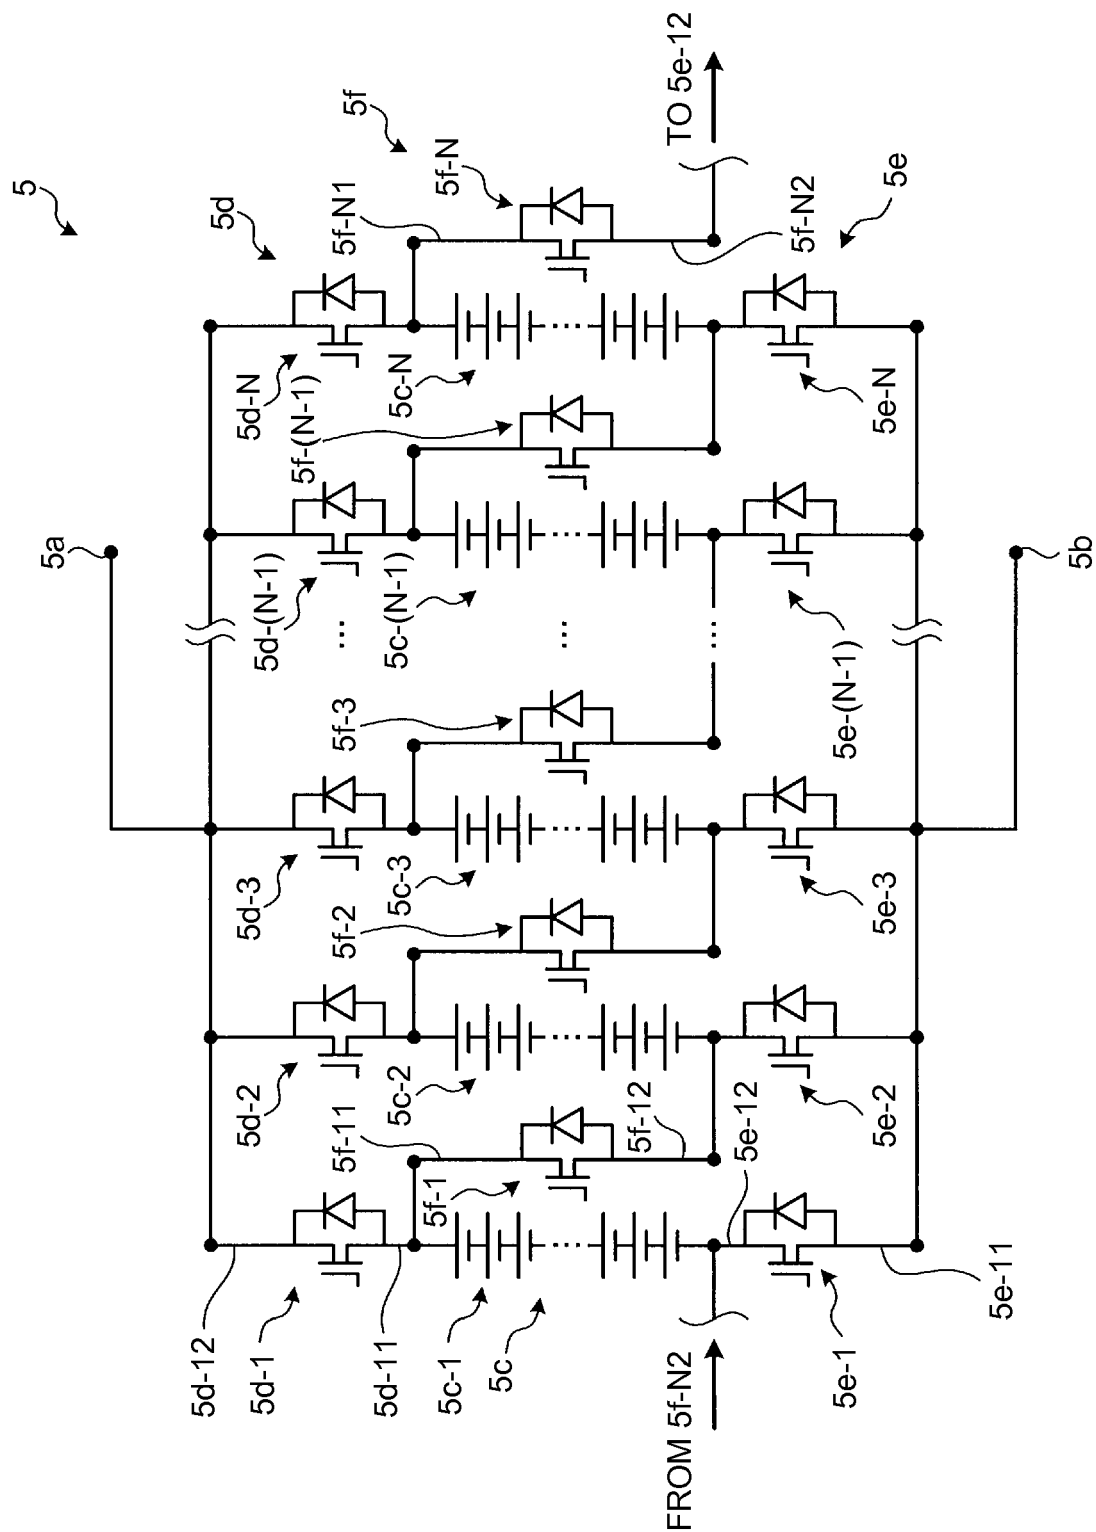 5
5a
5d
5f
5d-12
5d-1
5d-11
5f-11
5d-2
5f-2
5d-3
5f-3
5d-(N-1)
5f-(N-1)
5d-N
5f-N1
5f-N
5c-1
5c
5f-1
5c-2
5c-3
5c-(N-1)
5c-N
...
...
...
FROM 5f-N2
5e-12
5f-12
5f-N2
TO 5e-12
5e-1
5e-11
5e-2
5e-3
5e-(N-1)
5e-N
5e
5b